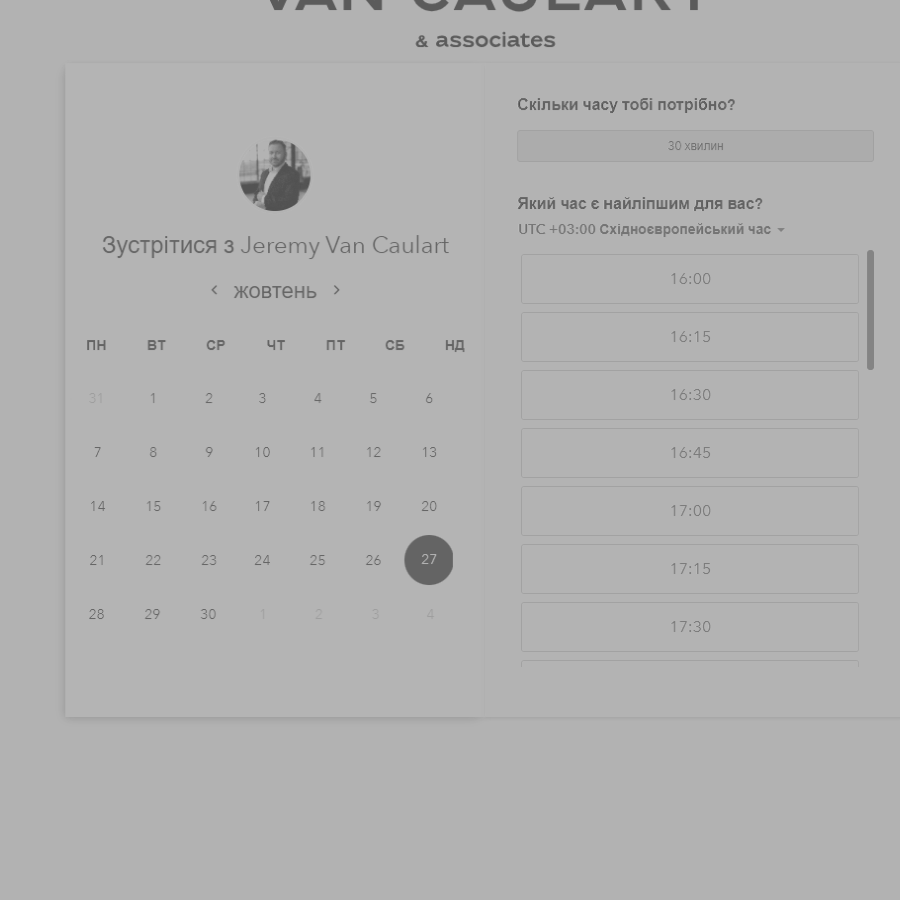 VAN CAULART
& associates
Зустрітися з Jeremy Van Caulart
жовтень
ПН ВТ СР ЧТ ПТ СБ НД
31 1 2 3 4 5 6
7 8 9 10 11 12 13
14 15 16 17 18 19 20
21 22 23 24 25 26 27
28 29 30 1 2 3 4
Скільки часу тобі потрібно?
30 хвилин
Який час є найліпшим для вас?
UTC +03:00 Східноєвропейський час
16:00
16:15
16:30
16:45
17:00
17:15
17:30